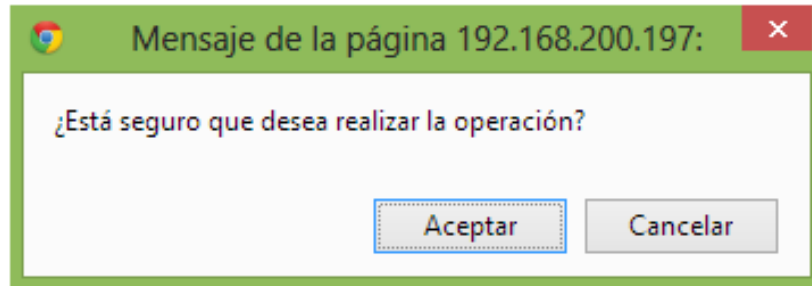 Mensaje de la página 192.168.200.197:
¿Está seguro que desea realizar la operación?
Aceptar Cancelar